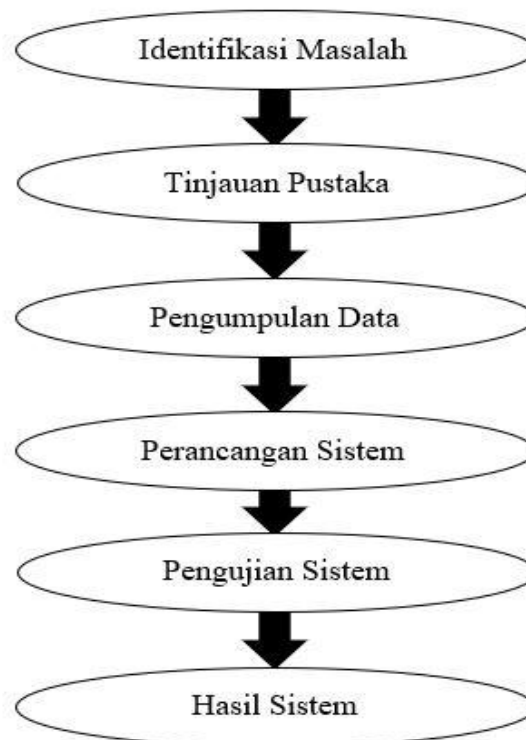 Identifikasi Masalah
Tinjauan Pustaka
Pengumpulan Data
Perancangan Sistem
Pengujian Sistem
Hasil Sistem